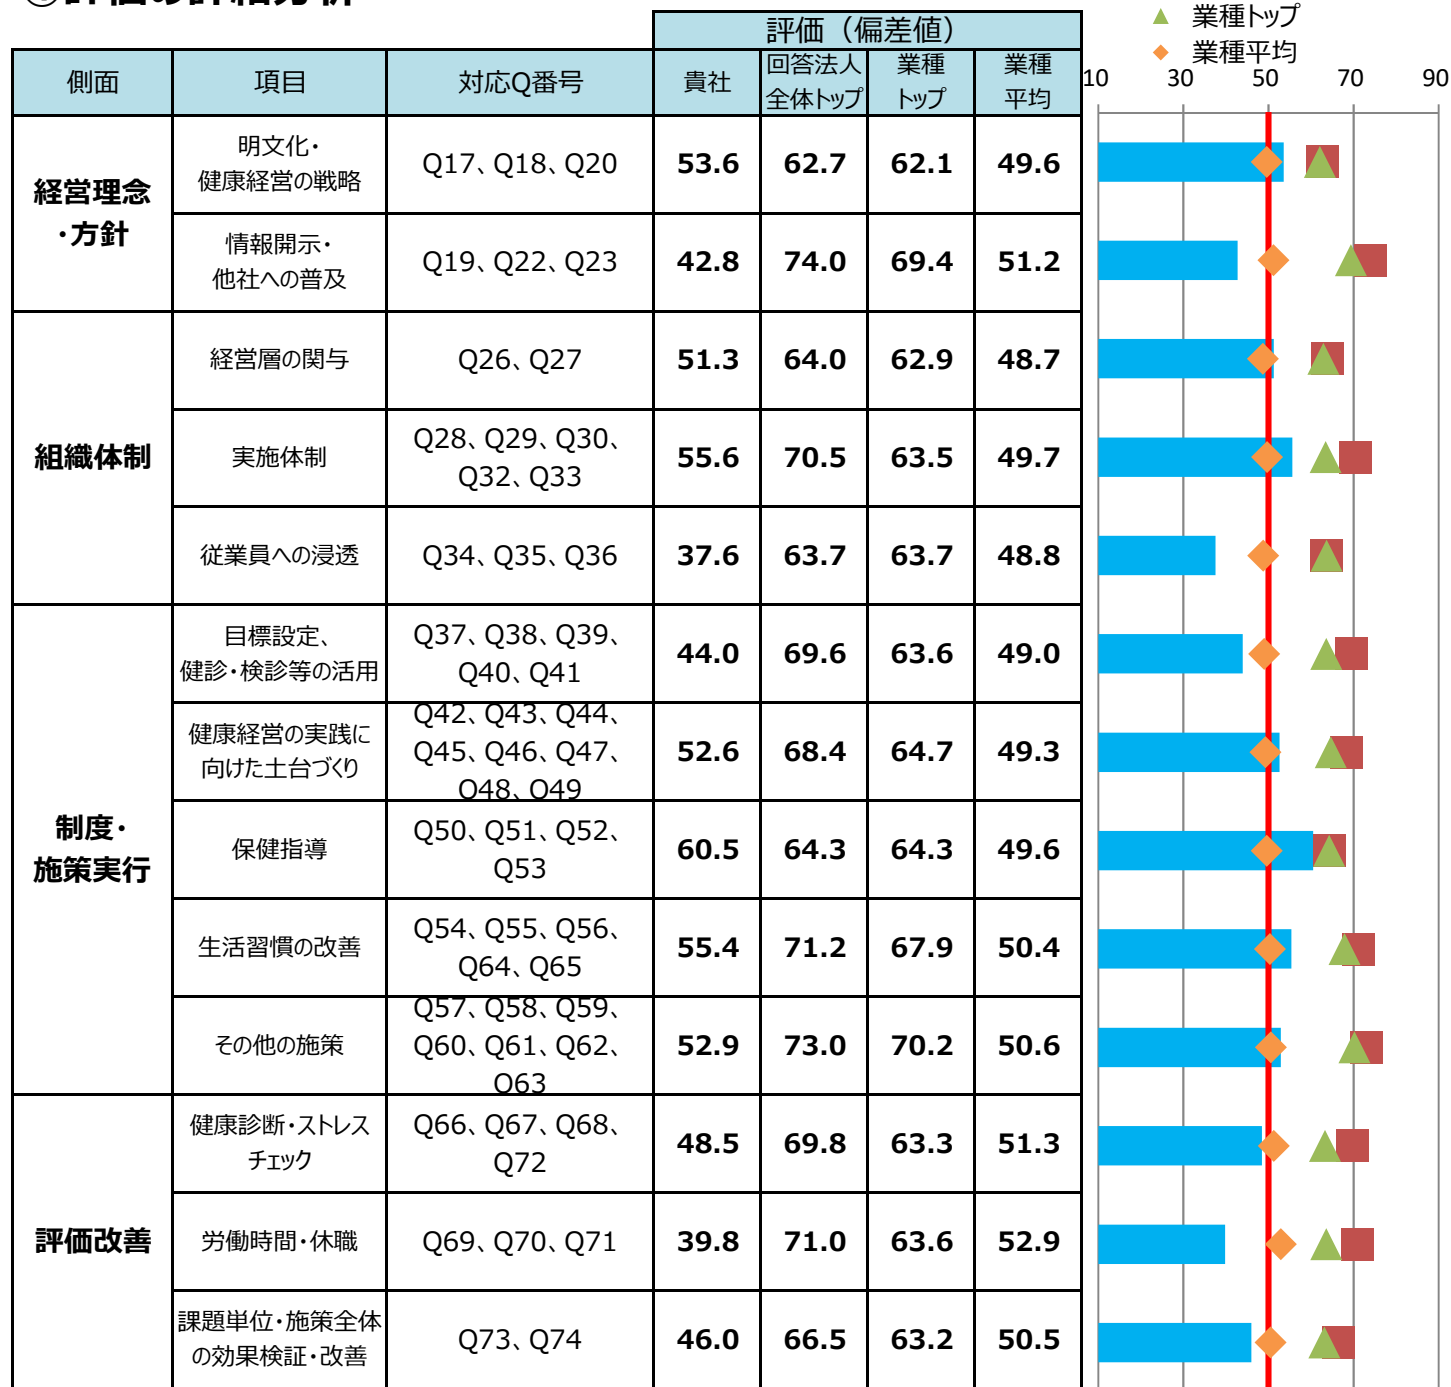 評価（偏差値）
側面 項目 対応Q番号 貴社 回答法人 業種 業種
全体トップ トップ 平均
▲ 業種トップ
◆ 業種平均
10 30 50 70 90
経営理念
・方針
明文化・
健康経営の戦略
Q17、Q18、Q20
53.6 62.7 62.1 49.6
情報開示・
他社への普及
Q19、Q22、Q23
42.8 74.0 69.4 51.2
組織体制
経営層の関与
Q26、Q27
51.3 64.0 62.9 48.7
実施体制
Q28、Q29、Q30、
Q32、Q33
55.6 70.5 63.5 49.7
従業員への浸透
Q34、Q35、Q36
37.6 63.7 63.7 48.8
制度・
施策実行
目標設定、
健診・検診等の活用
Q37、Q38、Q39、
Q40、Q41
44.0 69.6 63.6 49.0
健康経営の実践に
向けた土台づくり
Q42、Q43、Q44、
Q45、Q46、Q47、
Q48、Q49
52.6 68.4 64.7 49.3
保健指導
Q50、Q51、Q52、
Q53
60.5 64.3 64.3 49.6
生活習慣の改善
Q54、Q55、Q56、
Q64、Q65
55.4 71.2 67.9 50.4
その他の施策
Q57、Q58、Q59、
Q60、Q61、Q62、
Q63
52.9 73.0 70.2 50.6
評価改善
健康診断・ストレス
チェック
Q66、Q67、Q68、
Q72
48.5 69.8 63.3 51.3
労働時間・休職
Q69、Q70、Q71
39.8 71.0 63.6 52.9
課題単位・施策全体
の効果検証・改善
Q73、Q74
46.0 66.5 63.2 50.5